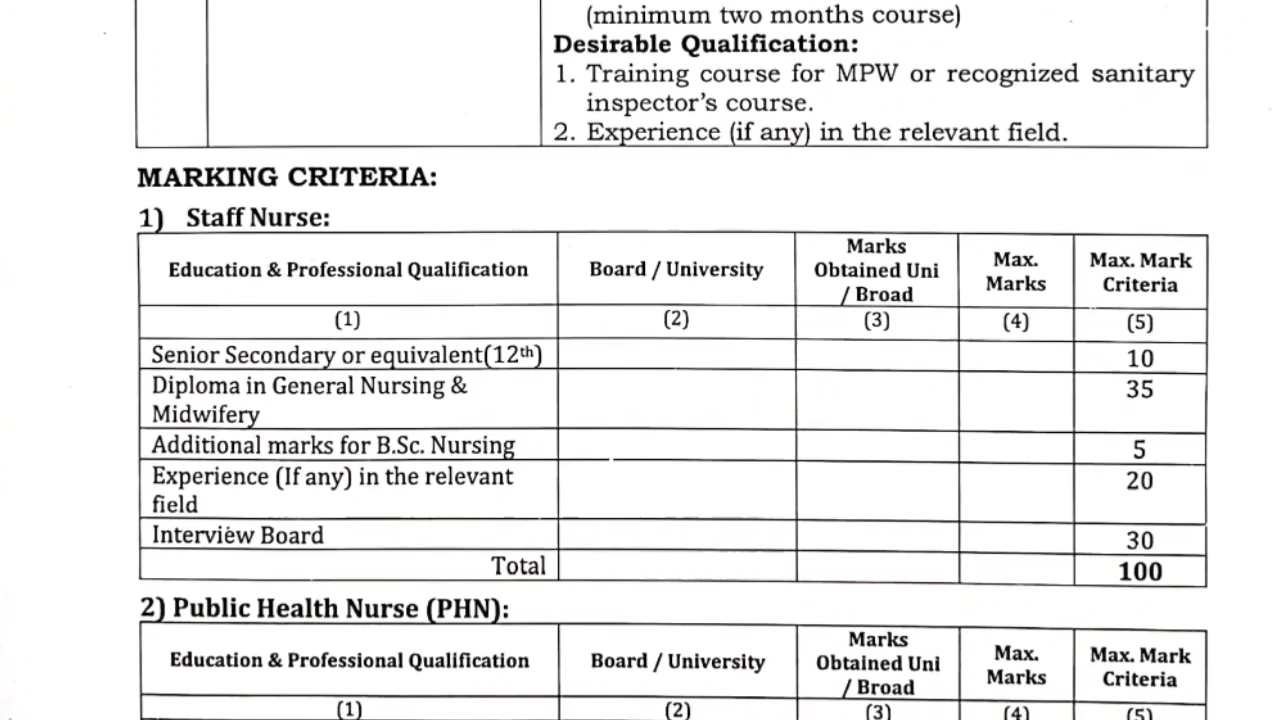 (minimum two months course)
Desirable Qualification:
1. Training course for MPW or recognized sanitary
inspector's course.
2. Experience (if any) in the relevant field.
MARKING CRITERIA:
1) Staff Nurse:
Education & Professional Qualification
Board / University
Marks
Obtained Uni
/ Broad
Max.
Marks
Max. Mark
Criteria
(1)
(2)
(3)
(4)
(5)
Senior Secondary or equivalent(12th)
10
Diploma in General Nursing &
Midwifery
35
Additional marks for B.Sc. Nursing
5
Experience (If any) in the relevant
field
20
Interview Board
30
Total
100
2) Public Health Nurse (PHN):
Education & Professional Qualification
Board / University
Marks
Obtained Uni
/ Broad
Max.
Marks
Max. Mark
Criteria
(1)
(2)
(3)
(4)
(5)